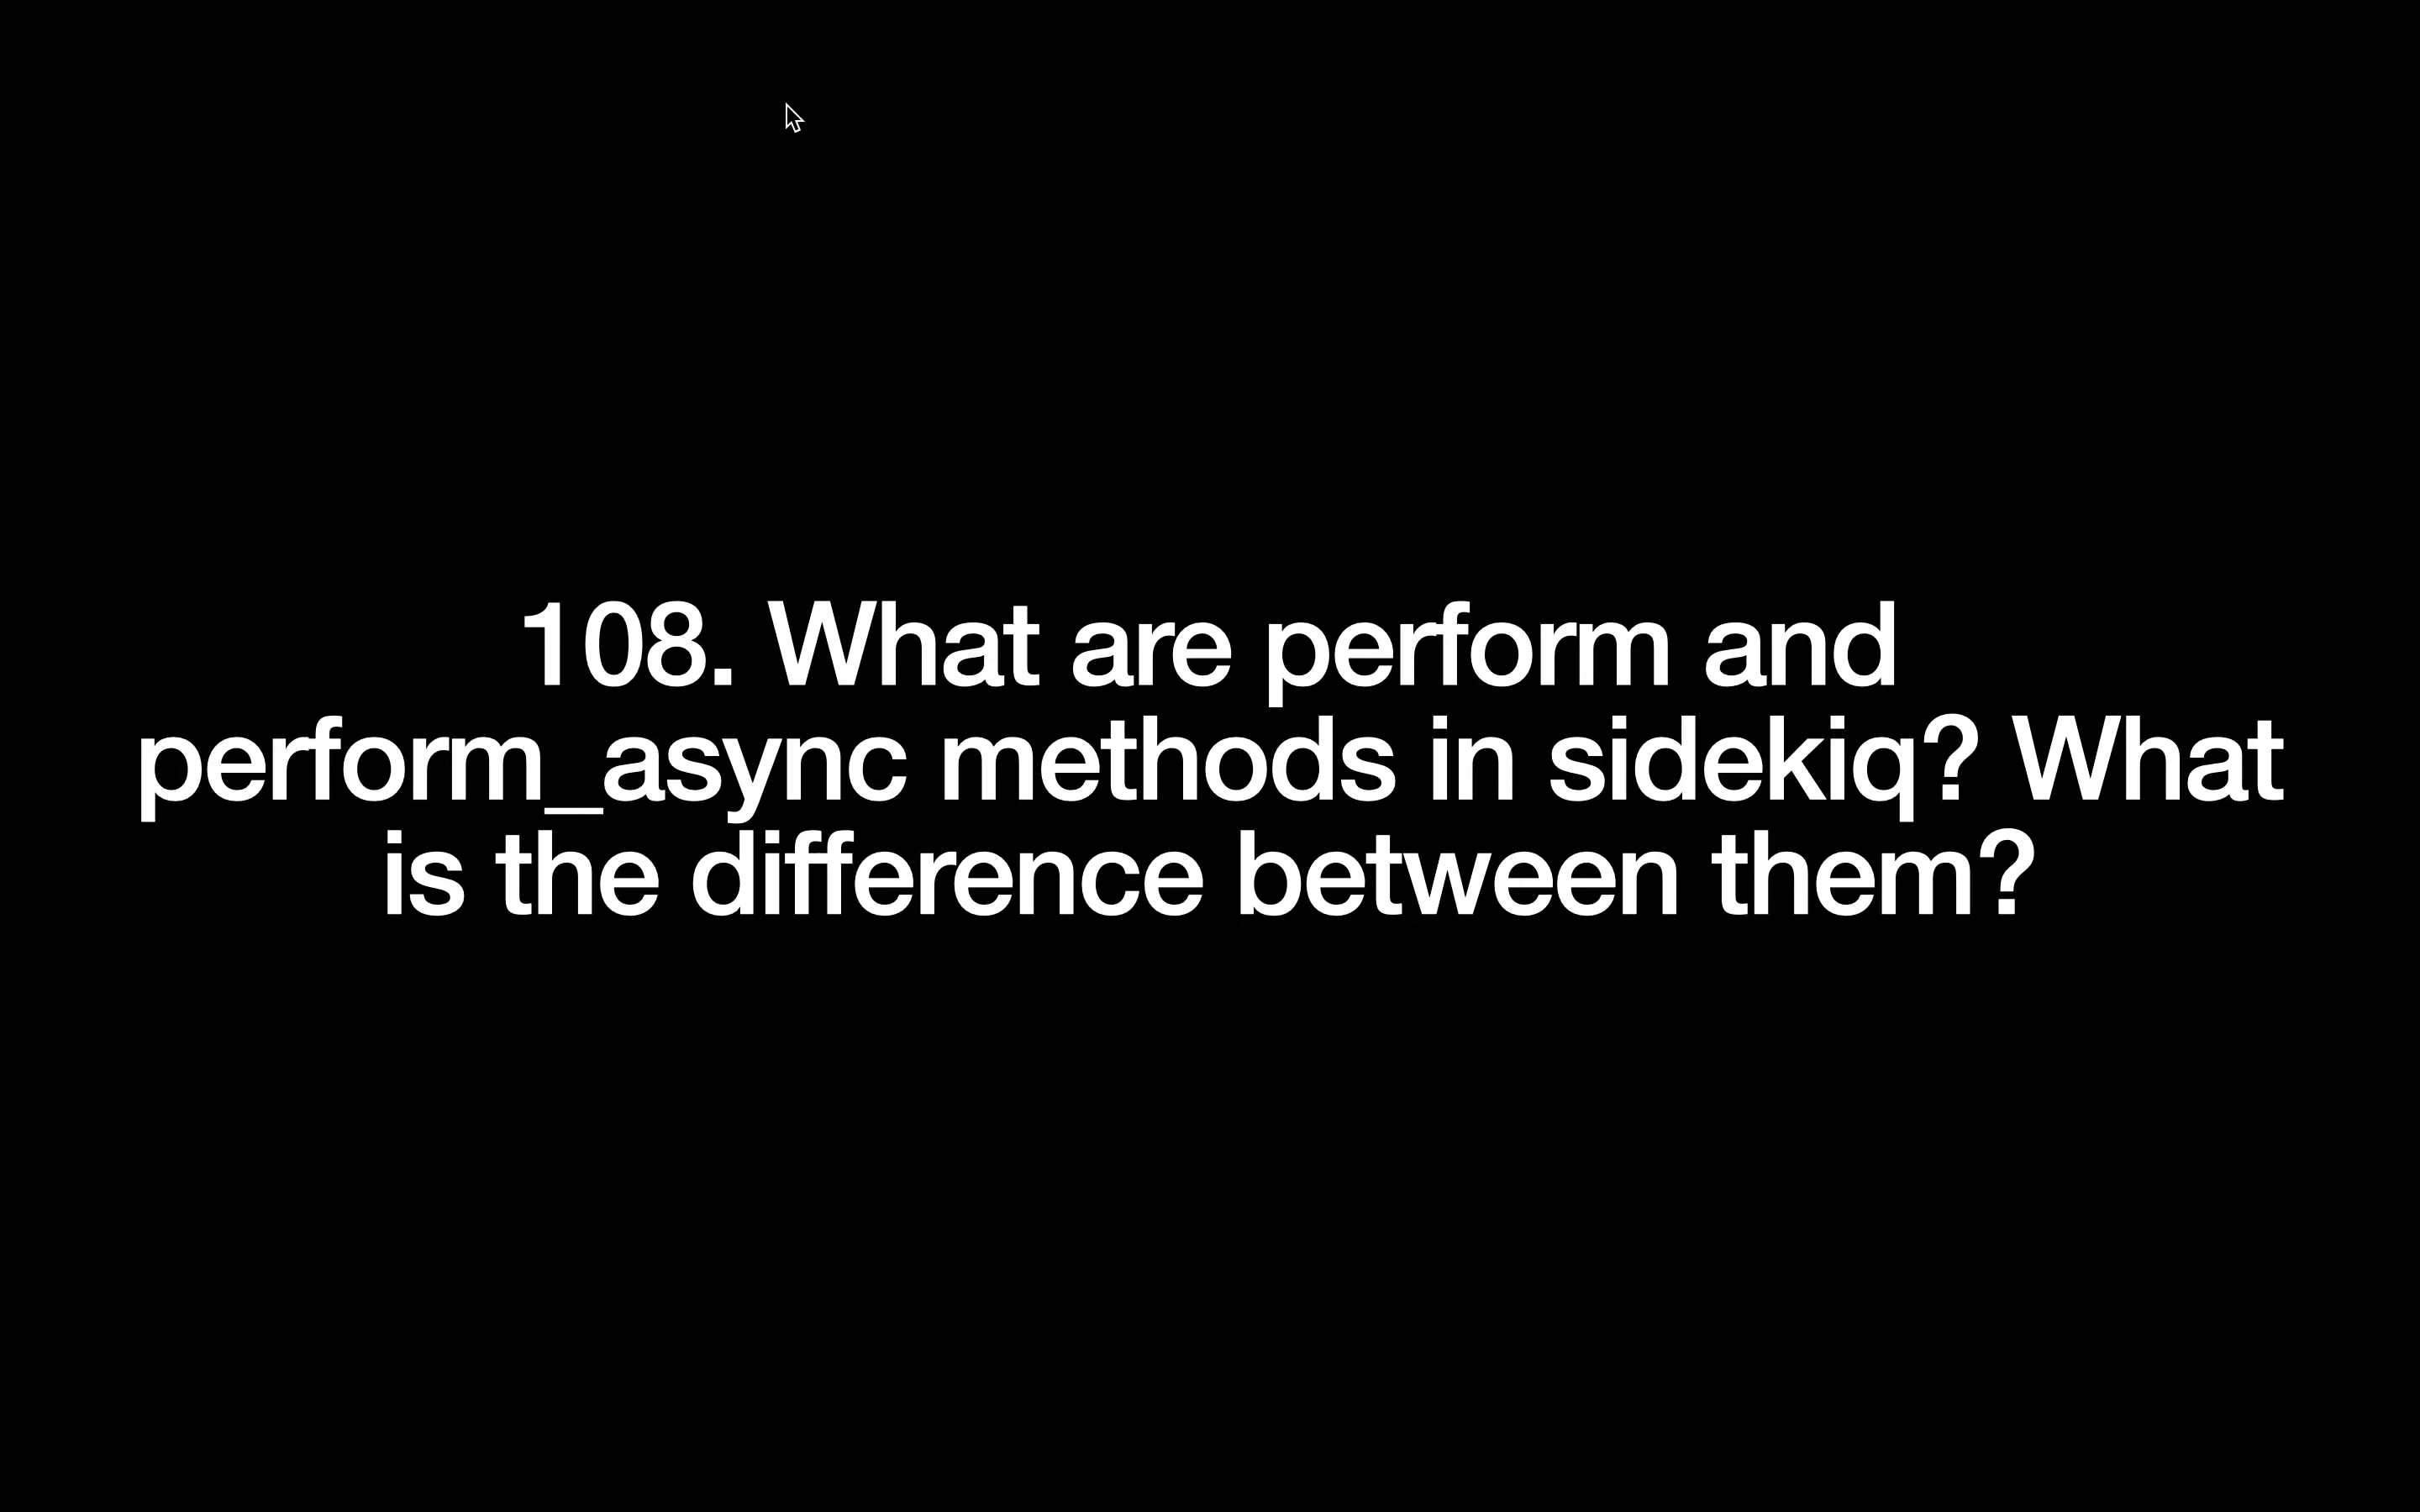 108. What are perform and
perform_async methods in sidekiq? What
is the difference between them?